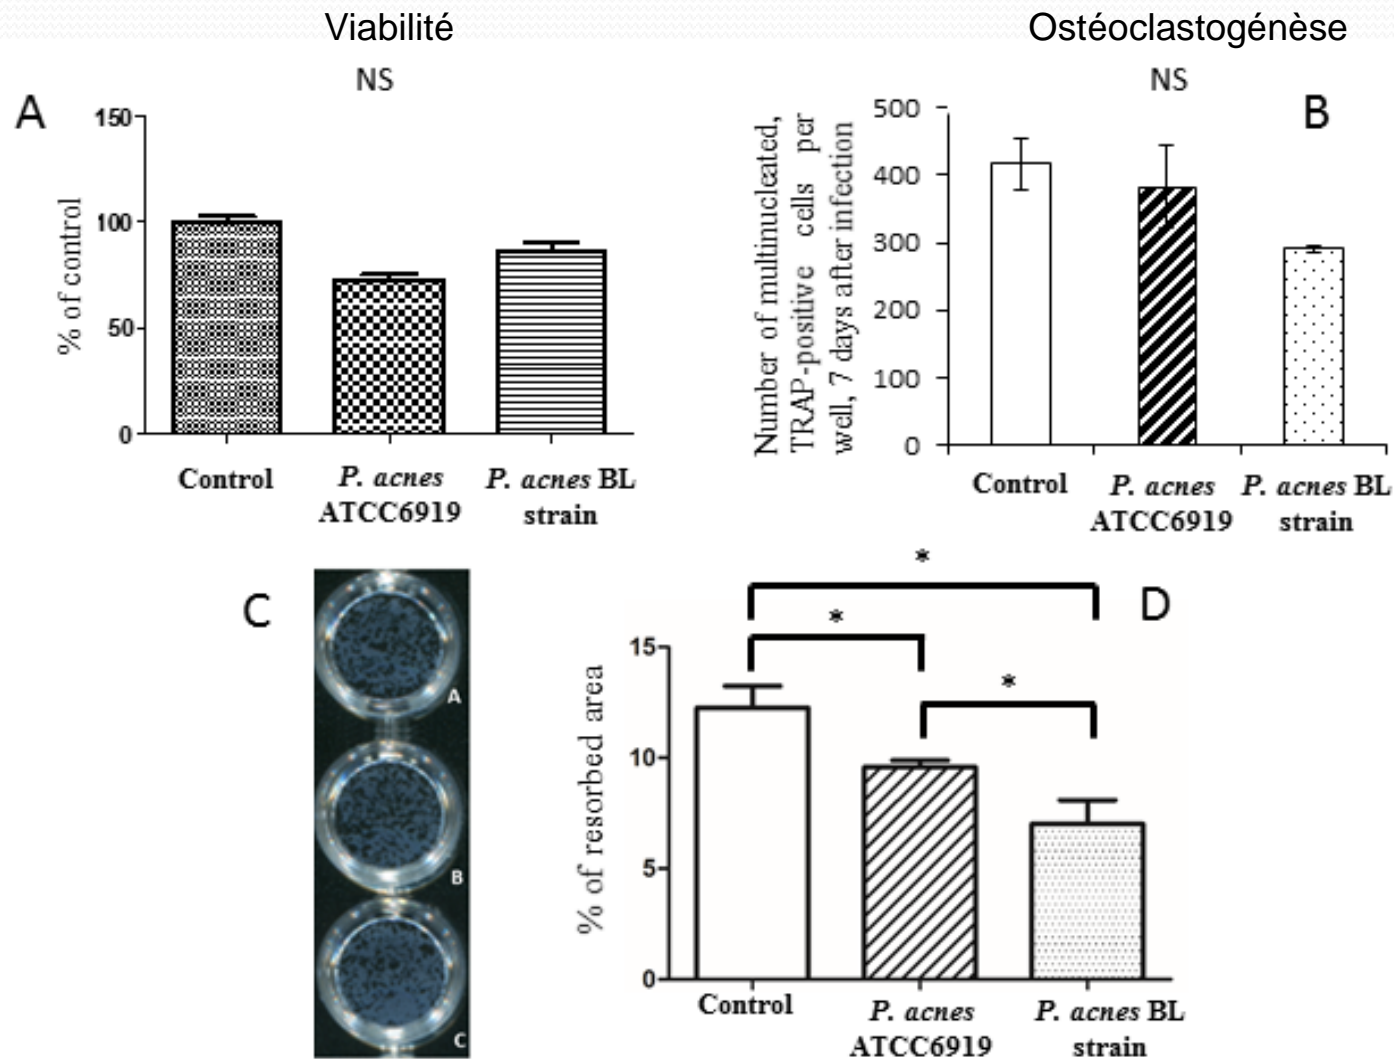 Viabilité
Ostéoclastogénèse
NS
NS
A
B
150
100
50
0
% of control
Control
P. acnes
ATCC6919
P. acnes BL
strain
Number of multinucleated,
TRAP-positive cells per
well, 7 days after infection
500
400
300
200
100
0
Control
P. acnes
ATCC6919
P. acnes BL
strain
C
A
B
C
D
*
*
*
15
10
5
0
% of resorbed area
Control
P. acnes
ATCC6919
P. acnes BL
strain